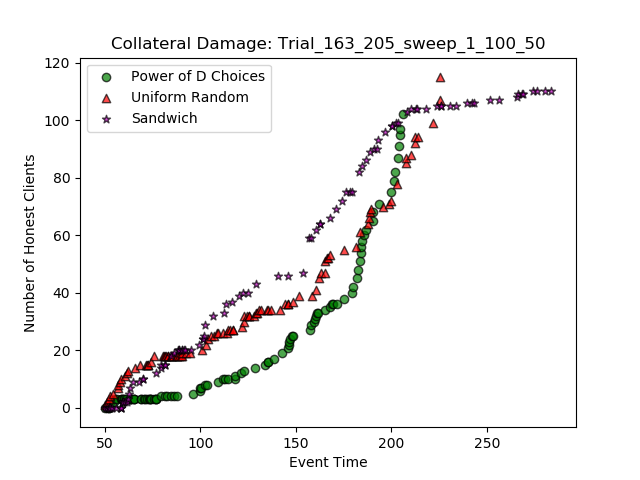 Collateral Damage: Trial_163_205_sweep_1_100_50
120
100
80
60
40
20
0
Number of Honest Clients
Power of D Choices
Uniform Random
Sandwich
50 100 150 200 250
Event Time